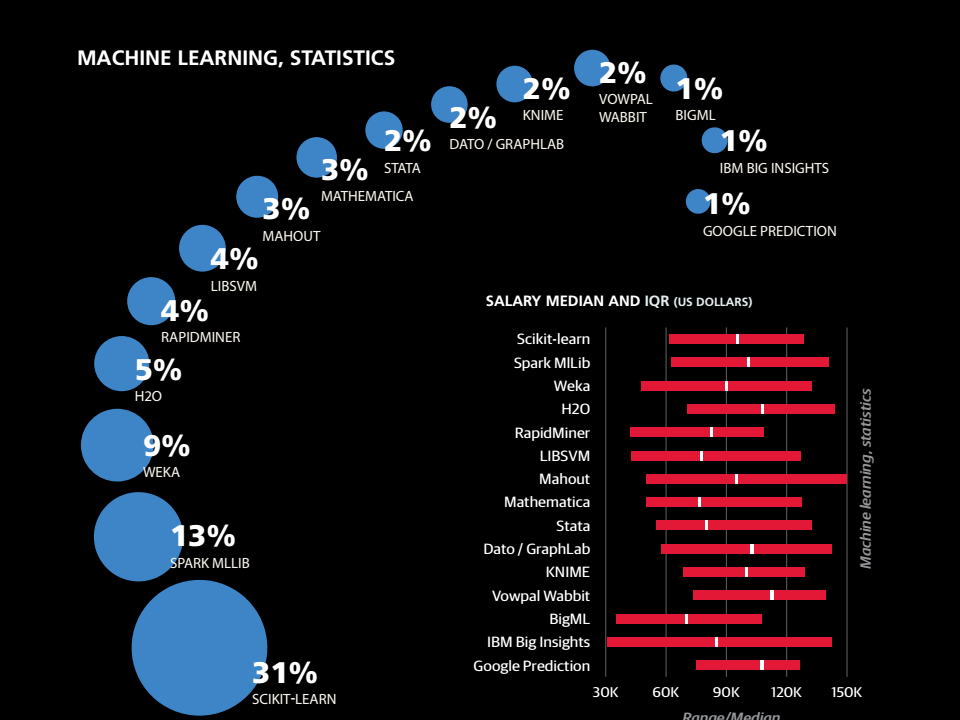 MACHINE LEARNING, STATISTICS
2%
VOWPAL
WABBIT
1%
BIGML
2%
KNIME
2%
DATO / GRAPHLAB
2%
STATA
1%
IBM BIG INSIGHTS
3%
MATHEMATICA
1%
GOOGLE PREDICTION
3%
MAHOUT
4%
LIBSVM
4%
RAPIDMINER
5%
H2O
9%
WEKA
13%
SPARK MLLIB
31%
SCIKIT-LEARN
SALARY MEDIAN AND IQR (US DOLLARS)
Scikit-learn
Spark MlLib
Weka
H2O
RapidMiner
LIBSVM
Mahout
Mathematica
Stata
Dato / GraphLab
KNIME
Vowpal Wabbit
BigML
IBM Big Insights
Google Prediction
30K 60K 90K 120K 150K
Range/Median
Machine learning, statistics